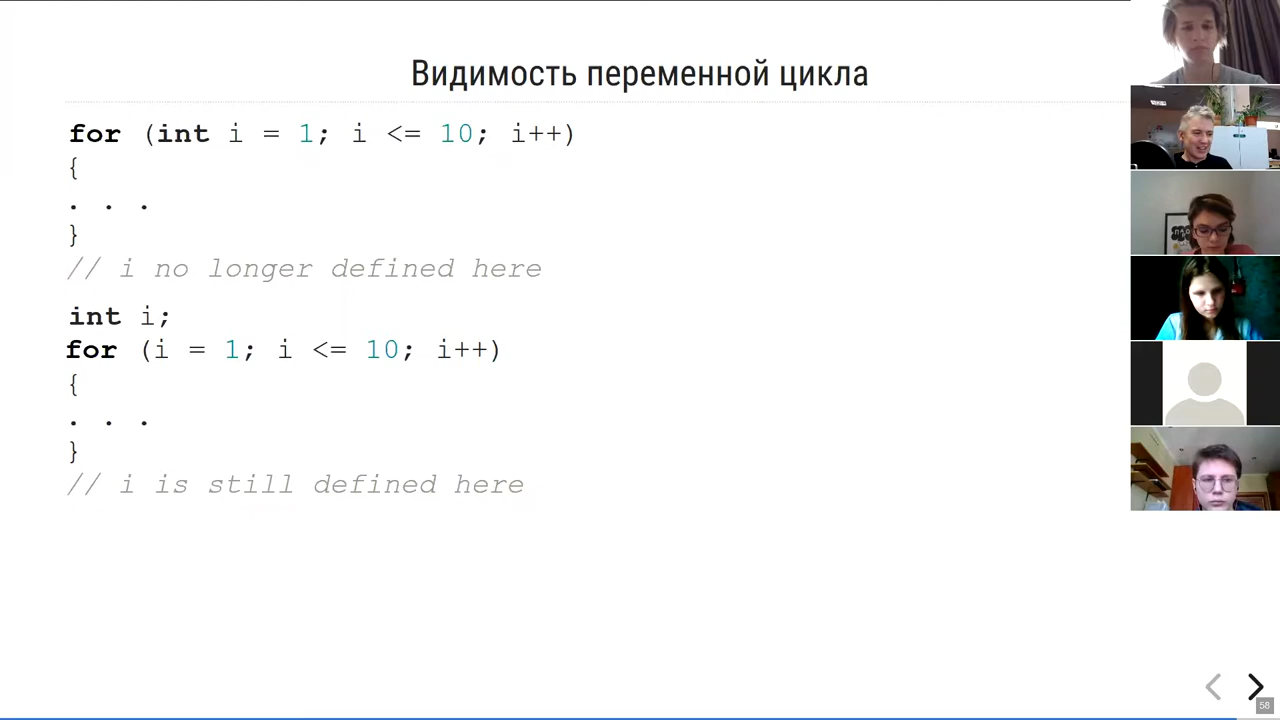 Видимость переменной цикла
for (int i = 1; i <= 10; i++)
{
. . .
}
// i no longer defined here
int i;
for (i = 1; i <= 10; i++)
{
. . .
}
// i is still defined here
58